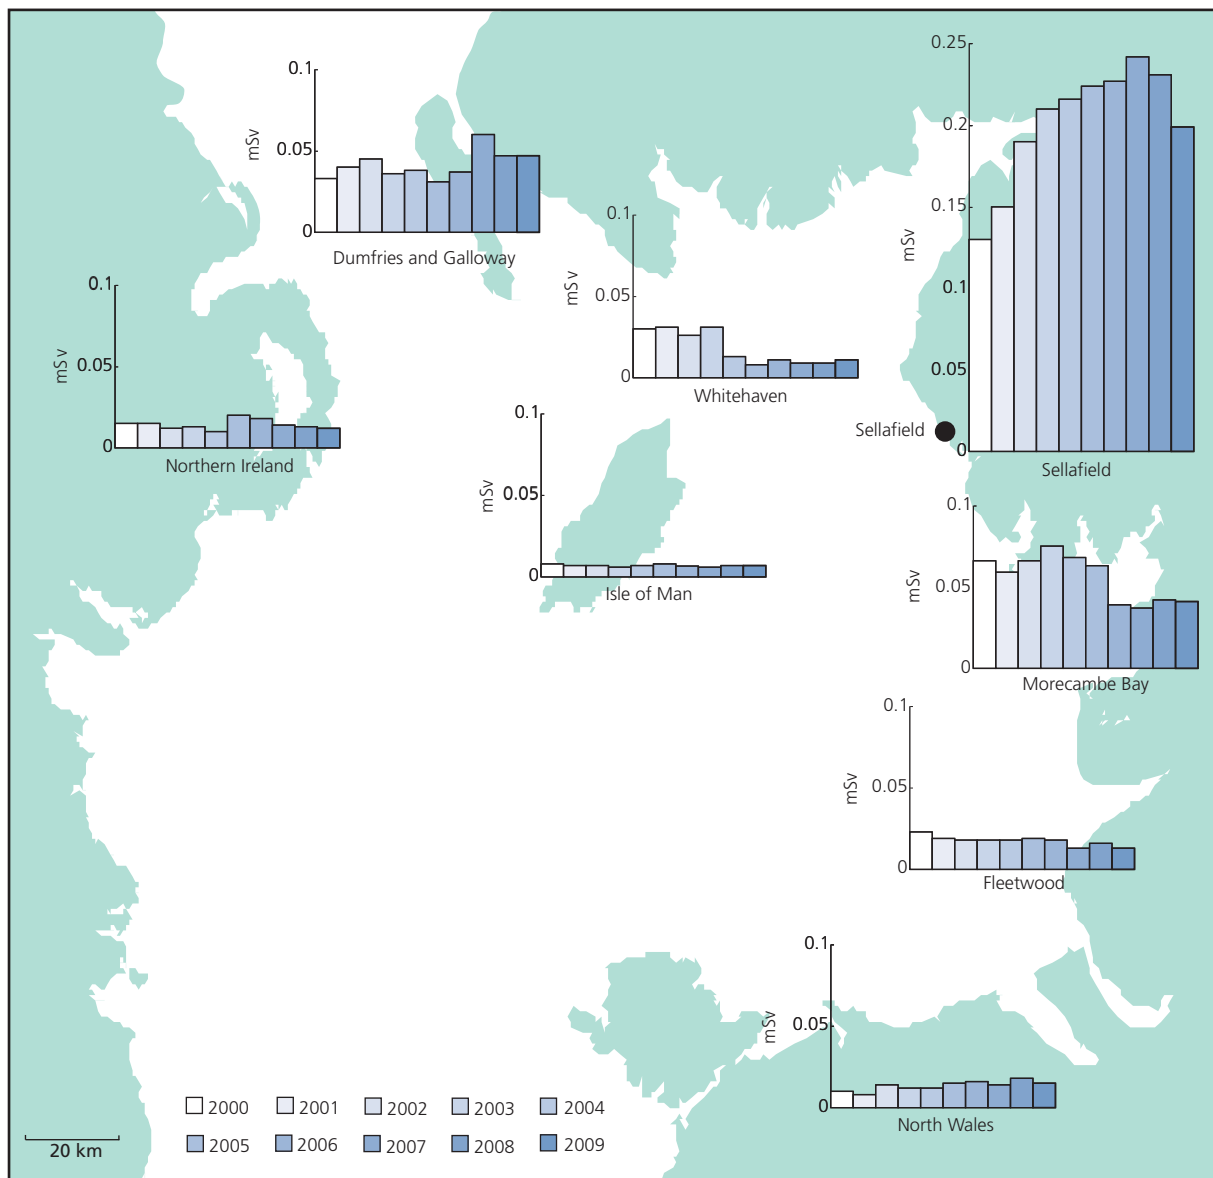 0.1
0.05
0
mSv
Dumfries and Galloway
0.25
0.2
0.15
0.1
0.05
0
mSv
Sellafield
Sellafield
0.1
0.05
0
mSv
Whitehaven
0.1
0.05
0
mSv
Northern Ireland
0.1
0.05
0
mSv
Isle of Man
0.1
0.05
0
mSv
Morecambe Bay
0.1
0.05
0
mSv
Fleetwood
0.1
0.05
0
mSv
North Wales
2000 2001 2002 2003 2004
2005 2006 2007 2008 2009
20 km